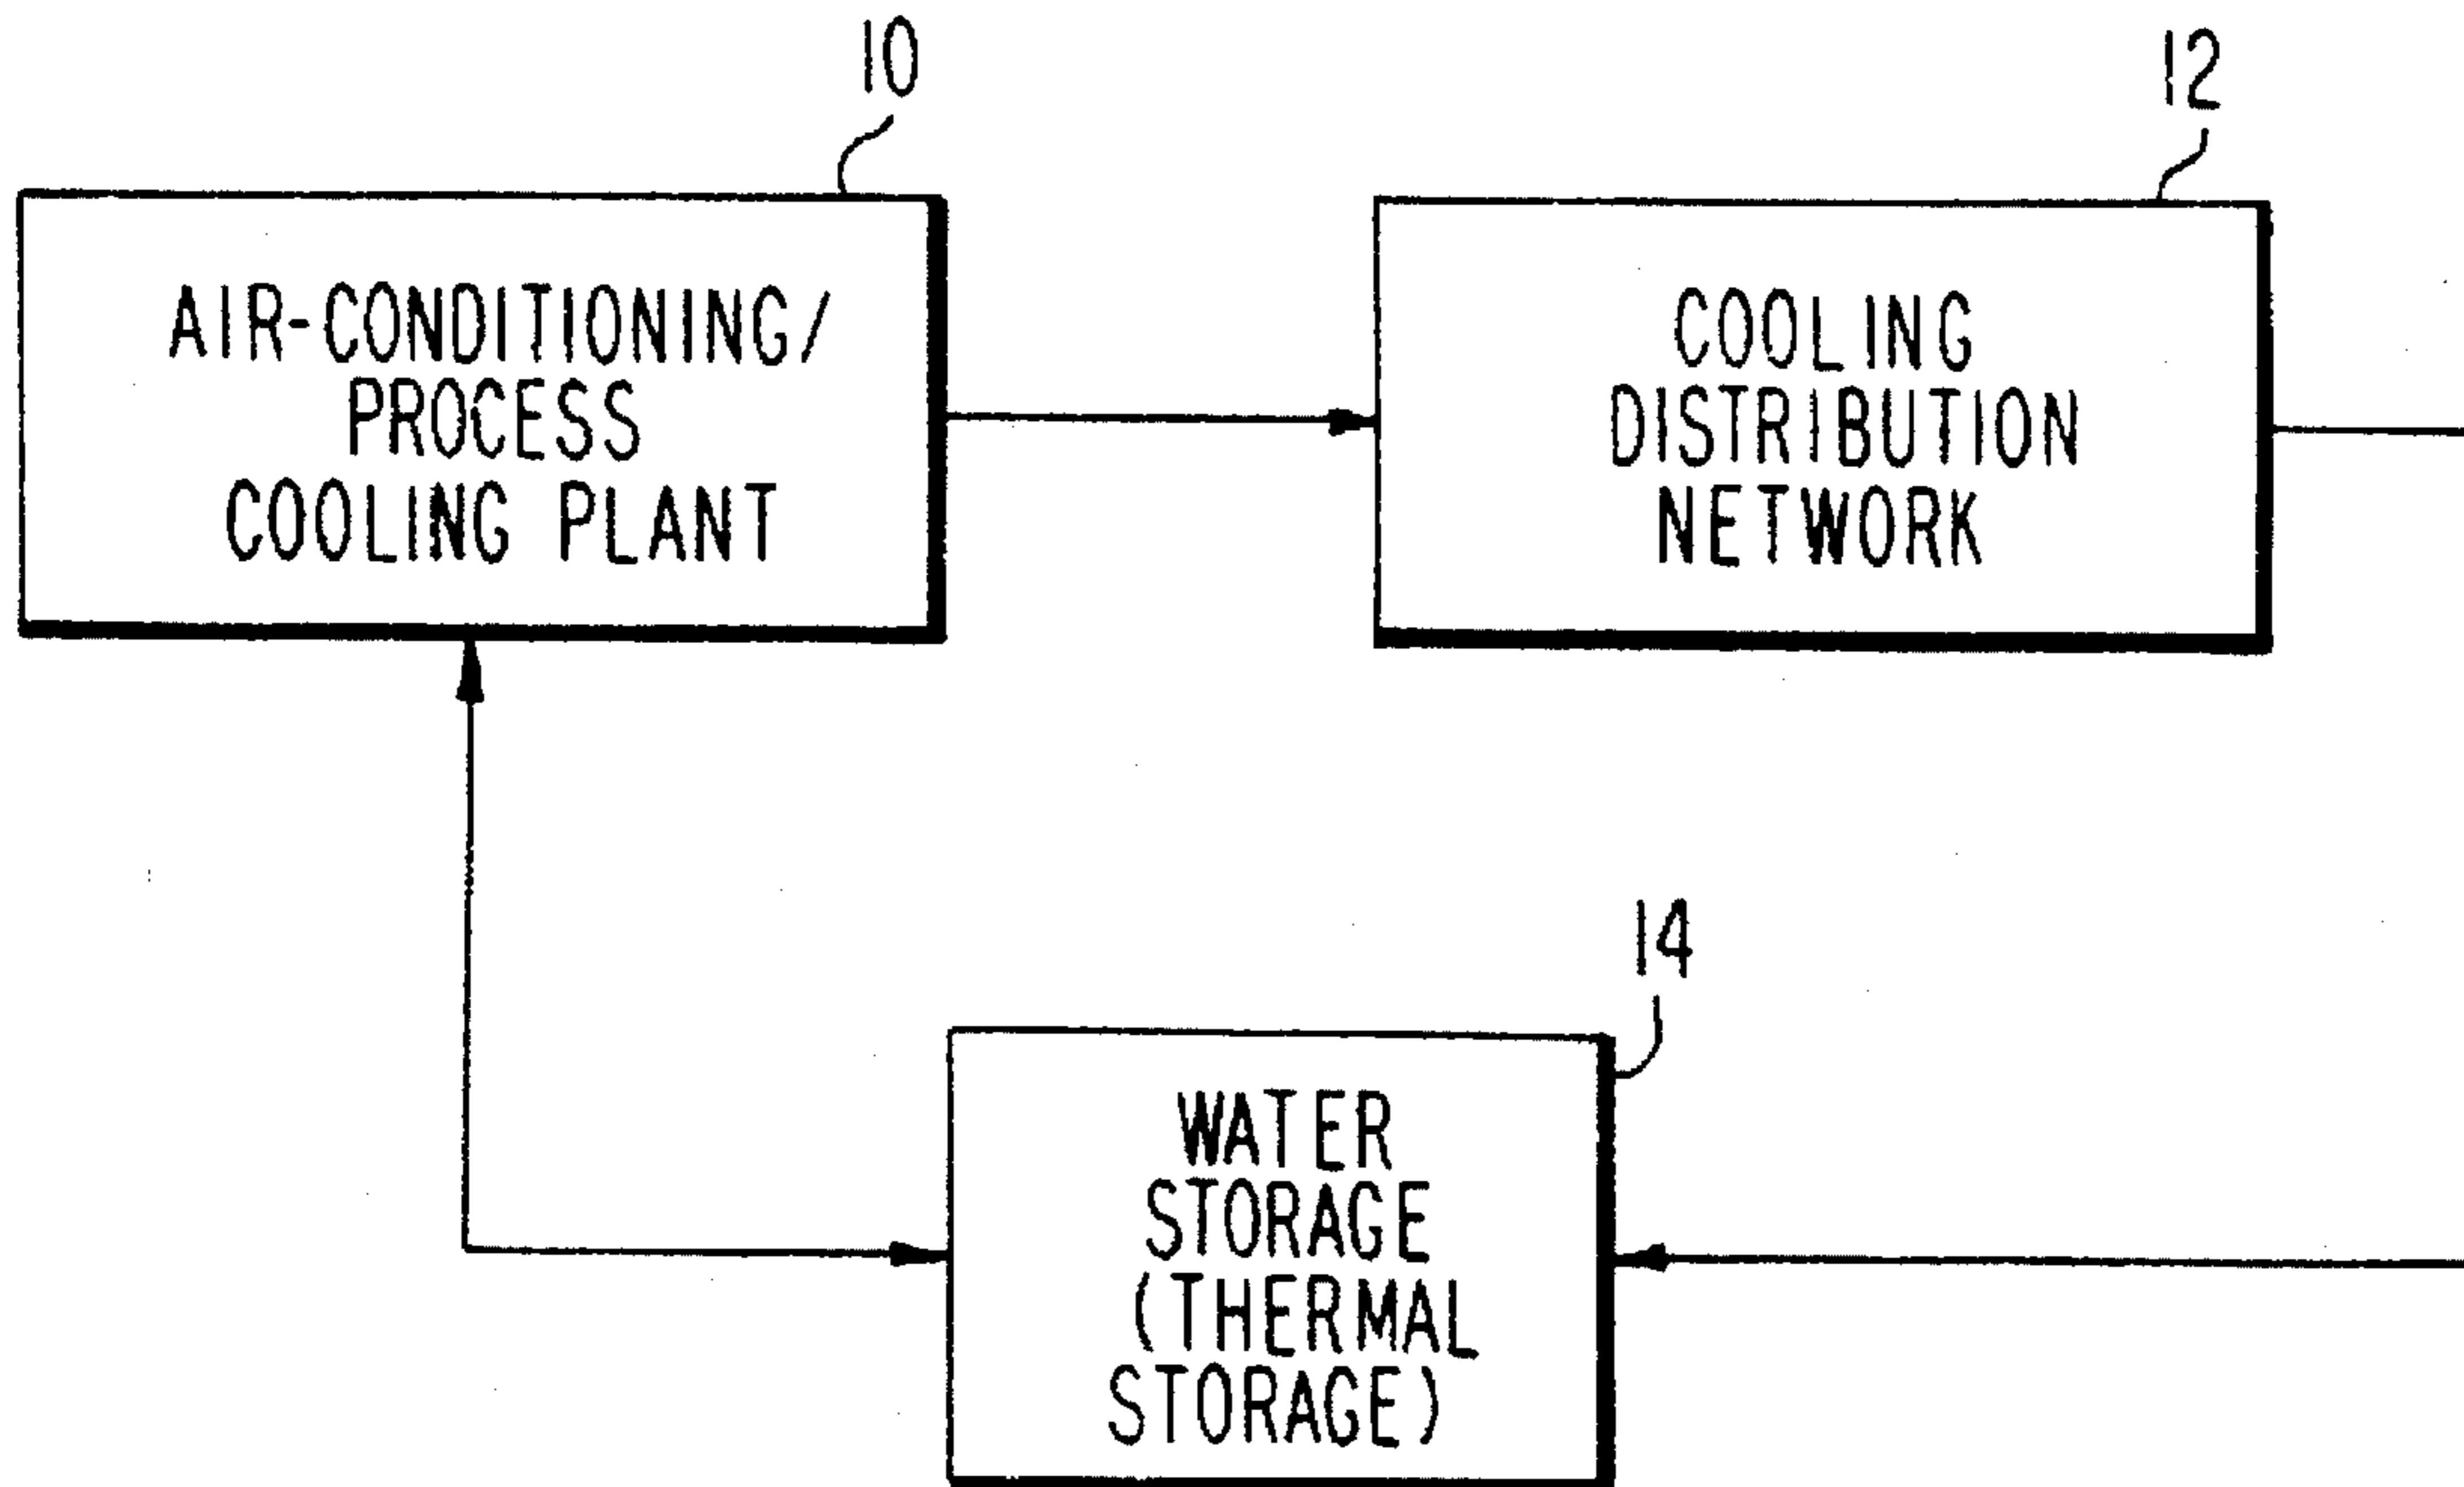 10
12
AIR-CONDITIONING/
PROCESS
COOLING PLANT
COOLING
DISTRIBUTION
NETWORK
14
WATER
STORAGE
(THERMAL
STORAGE)